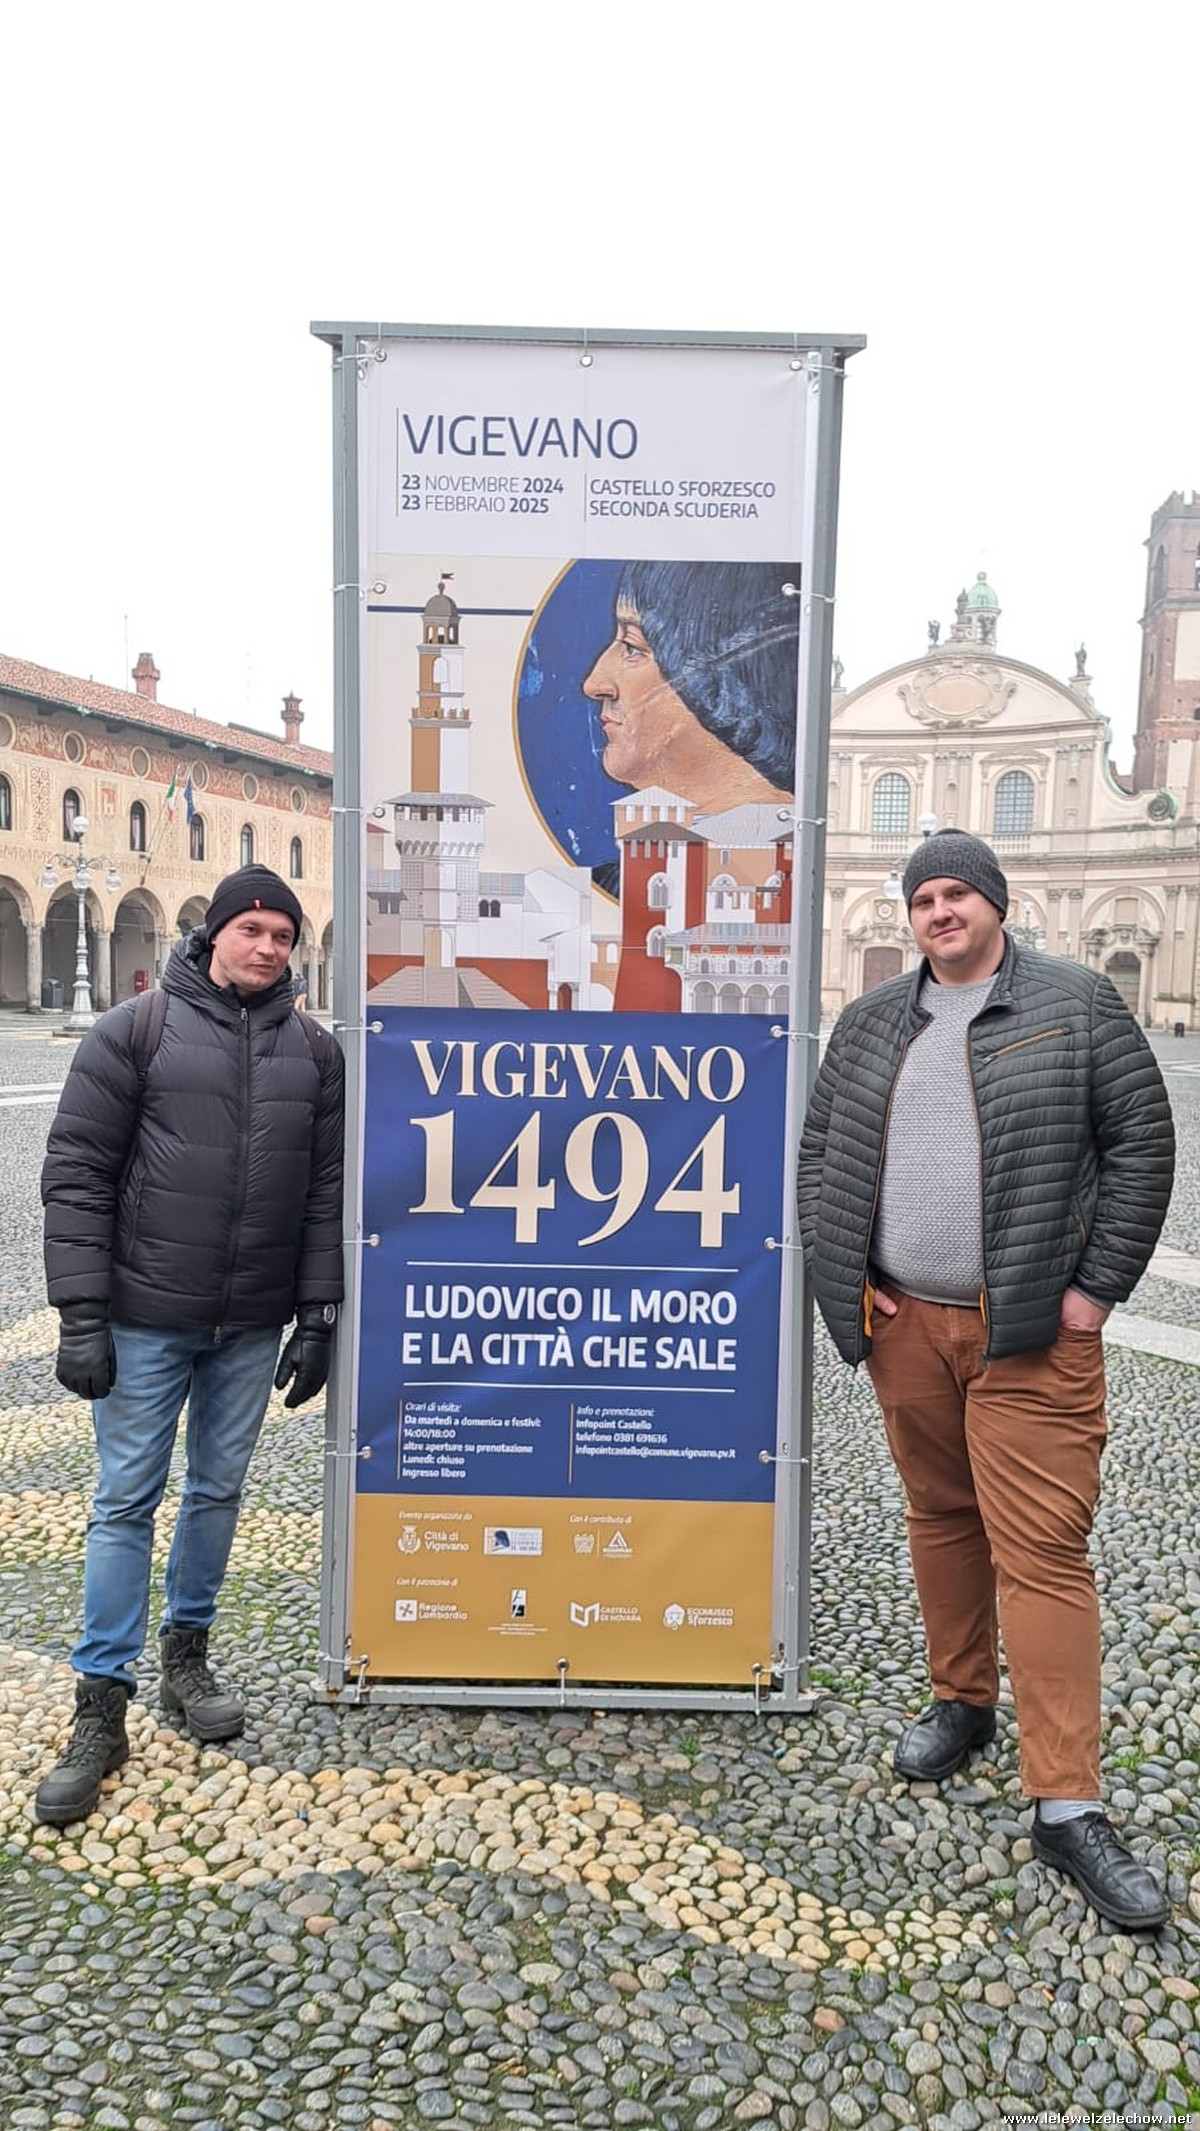 VIGEVANO
23 NOVEMBRE 2024
23 FEBBRAIO 2025
CASTELLO SFORZESCO
SECONDA SCUDERIA
VIGEVANO
1494
LUDOVICO IL MORO
E LA CITTÀ CHE SALE
Orari di visita:
Da martedì a domenica e festivi:
14:00/18:00
altre aperture su prenotazione
Lunedì: chiuso
Ingresso libero
Info e prenotazioni:
Infopoint Castello
telefono 0381 691636
infopointcastello@comune.vigevano.pv.it
Evento organizzato da
Città di
Vigevano
Con il contributo di
Con il patrocinio di
Regione
Lombardia
CASTELLO
DI NOVARA
ECOMUSEO
Sforzesco
www.lelewelzelechow.net